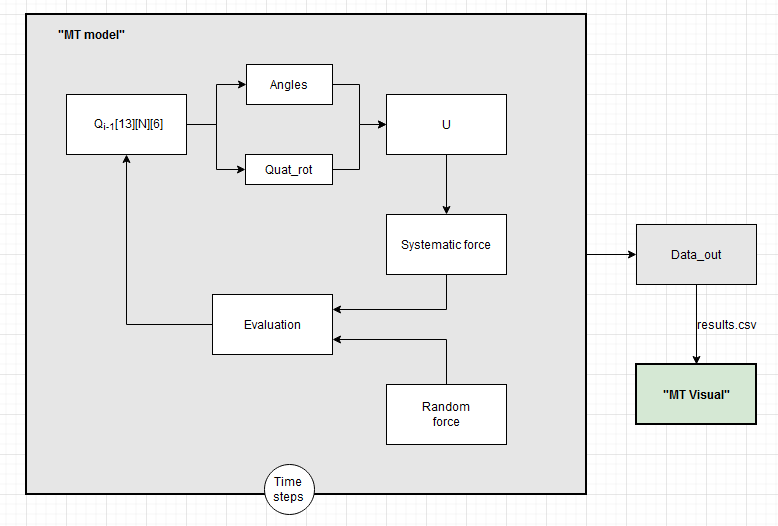 "MT model"
Angles
Qi-1[13][N][6]
U
Quat_rot
Systematic force
Data_out
Evaluation
results.csv
"MT Visual"
Random
force
Time
steps